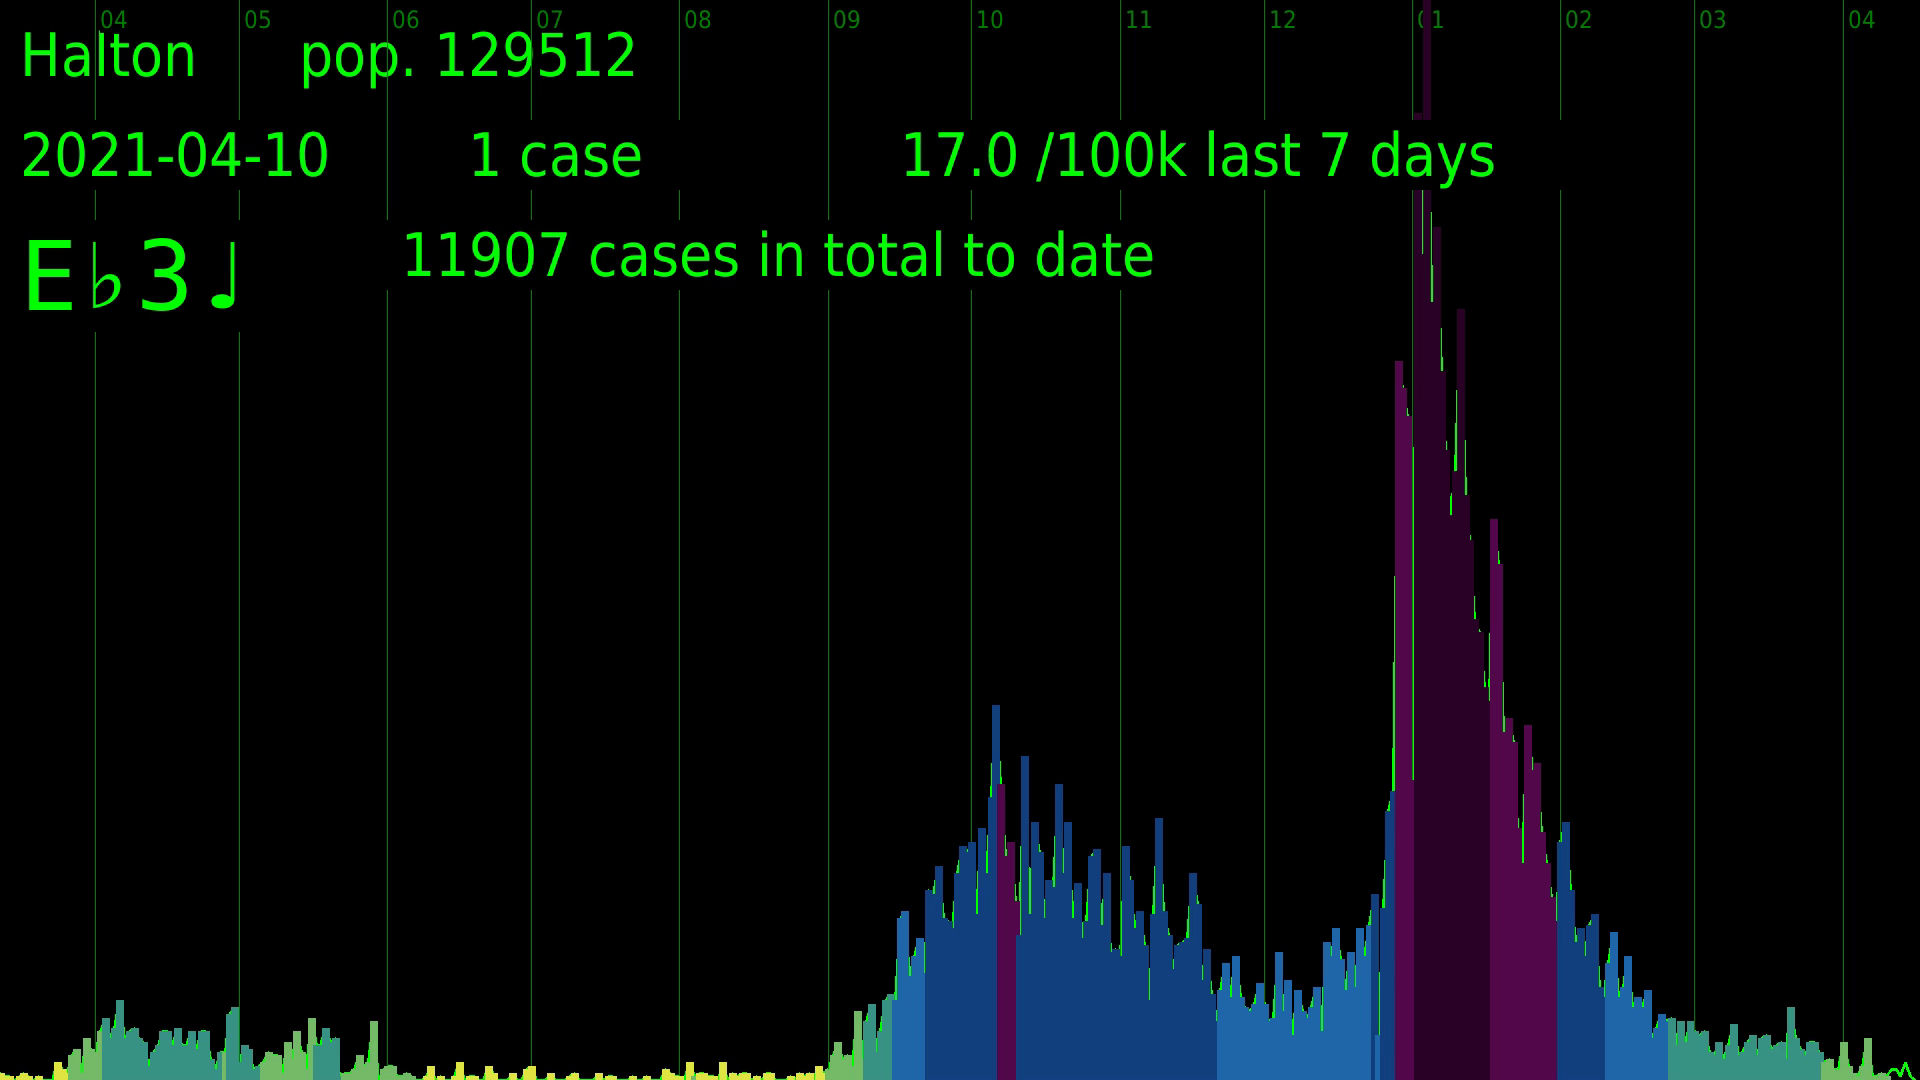 04 05 06 07 08 09 10 11 12 01 02 03 04
Halton pop. 129512
2021-04-10 1 case 17.0 /100k last 7 days
11907 cases in total to date
E♭3♩